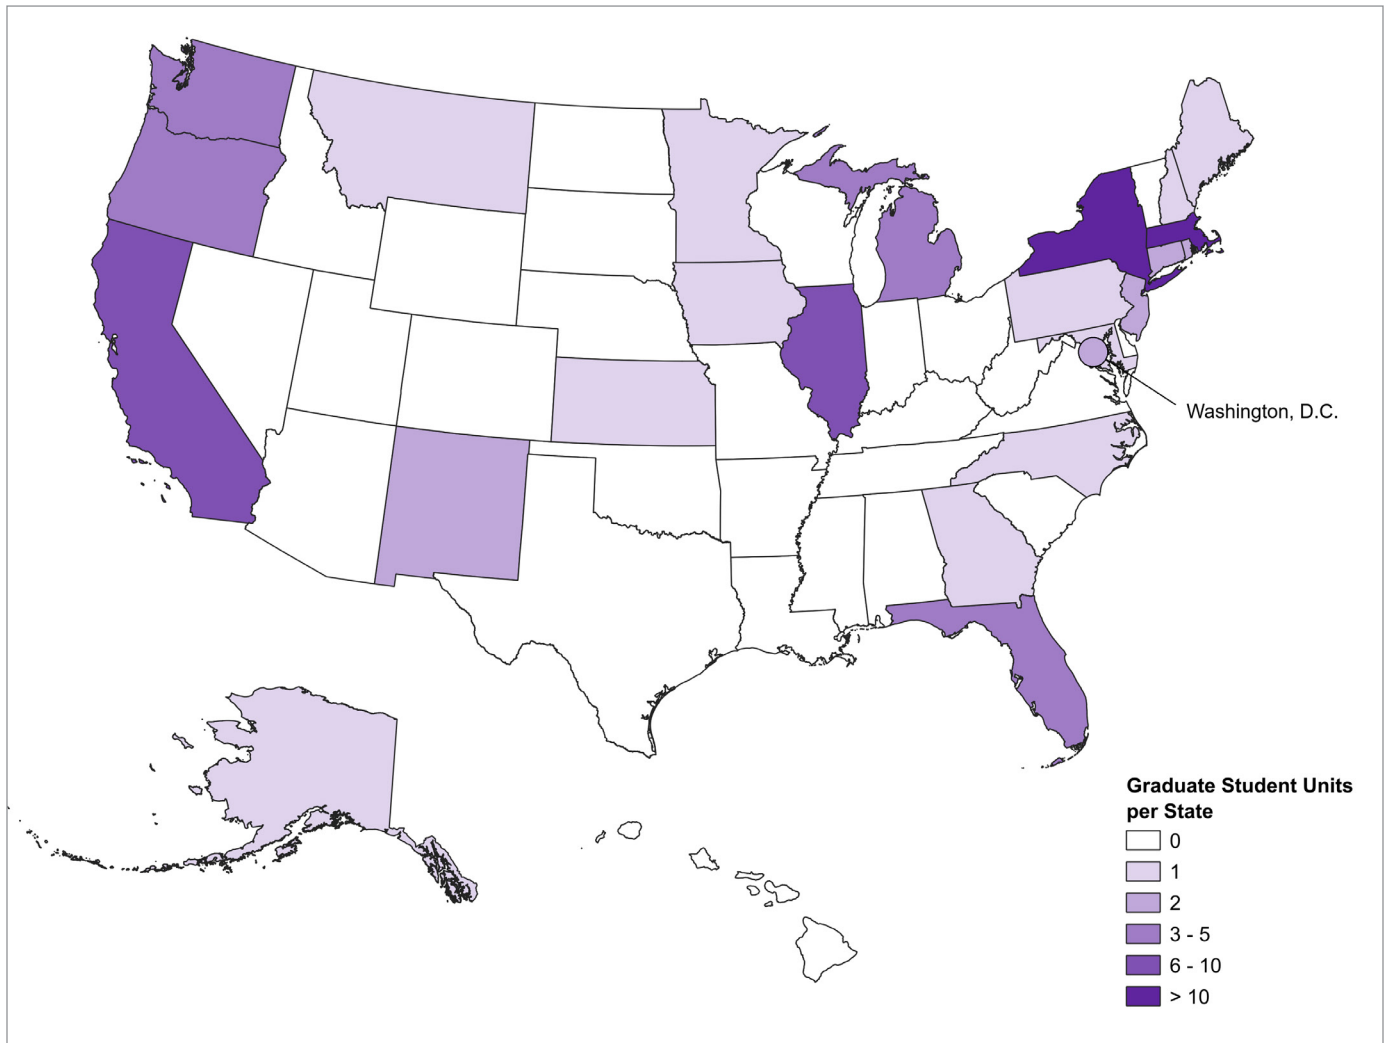 Washington, D.C.
Graduate Student Units
per State
0
1
2
3 - 5
6 - 10
> 10